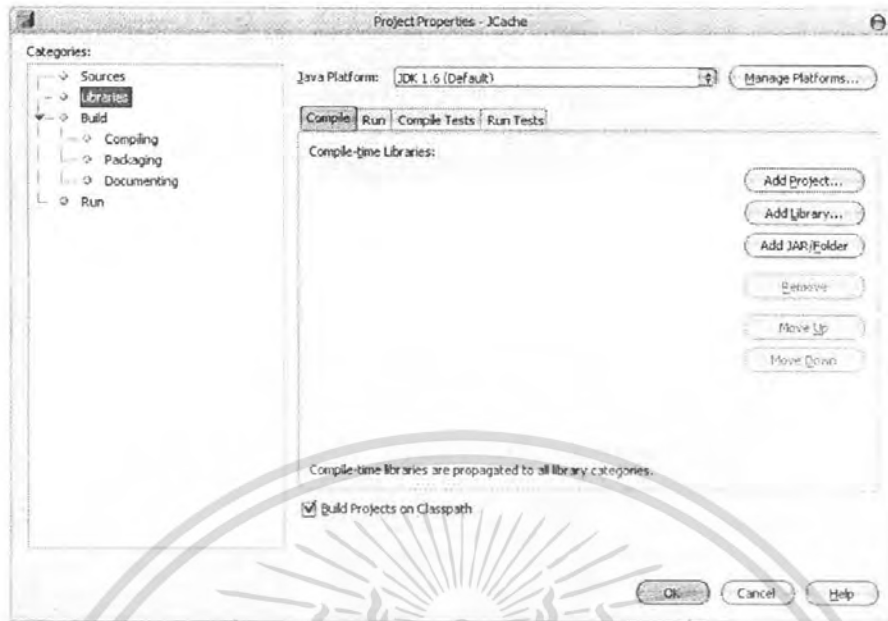 Project Properties - JCache
Categories:
Sources
Libraries
Build
Compiling
Packaging
Documenting
Run
Java Platform: JDK 1.6 (Default) Manage Platforms...
Compile Run Compile Tests Run Tests
Compile-time Libraries:
Add Project...
Add Library...
Add JAR/Folder
Remove
Move Up
Move Down
Compile-time libraries are propagated to all library categories.
Build Projects on Classpath
OK Cancel Help